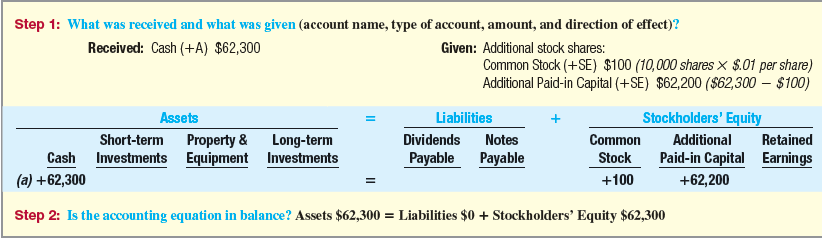 Step 1: What was received and what was given (account name, type of account, amount, and direction of effect)?
Received: Cash (+A) $62,300 Given: Additional stock shares:
Common Stock (+SE) $100 (10,000 shares × $.01 per share)
Additional Paid-in Capital (+SE) $62,200 ($62,300 − $100)
Assets = Liabilities + Stockholders' Equity
Short-term Property & Long-term Dividends Notes Common Additional Retained
Cash Investments Equipment Investments Payable Payable Stock Paid-in Capital Earnings
(a) +62,300 = +100 +62,200
Step 2: Is the accounting equation in balance? Assets $62,300 = Liabilities $0 + Stockholders' Equity $62,300